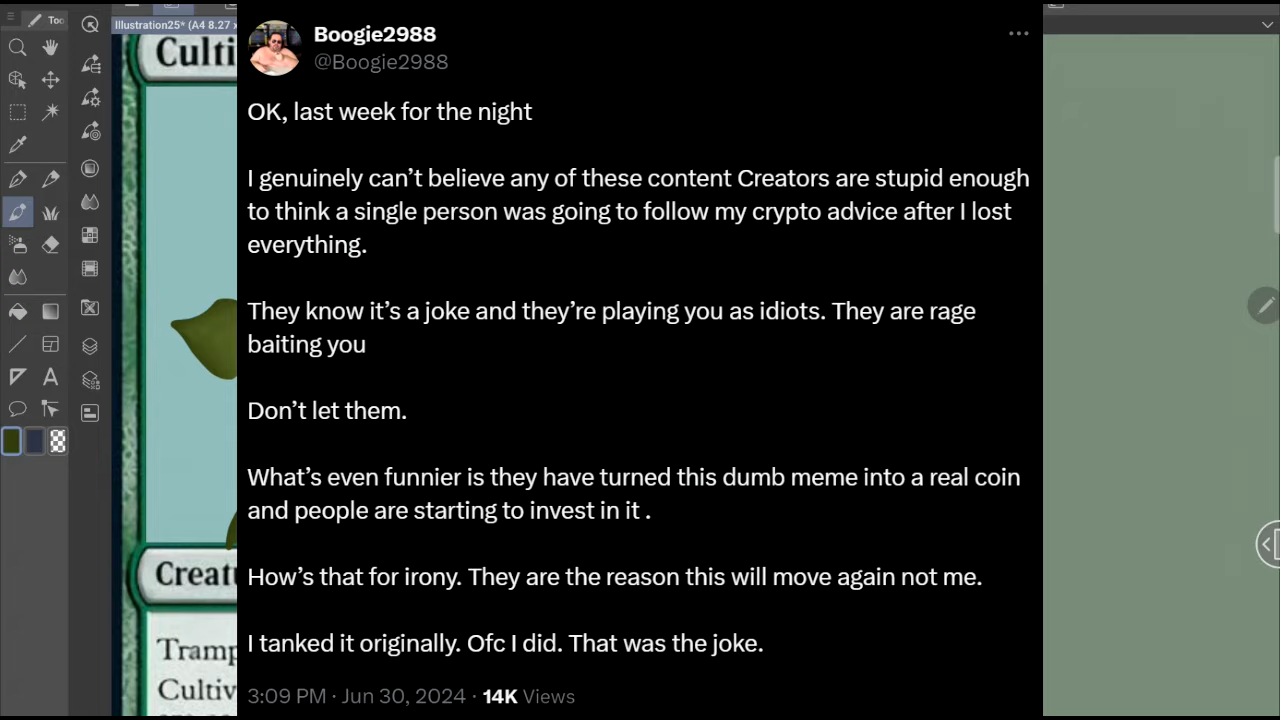 Too
Illustration25* (A4 8.27 x
Culti
Boogie2988
@Boogie2988
OK, last week for the night
I genuinely can’t believe any of these content Creators are stupid enough
to think a single person was going to follow my crypto advice after I lost
everything.
They know it’s a joke and they’re playing you as idiots. They are rage
baiting you
Don’t let them.
What’s even funnier is they have turned this dumb meme into a real coin
and people are starting to invest in it .
How’s that for irony. They are the reason this will move again not me.
I tanked it originally. Ofc I did. That was the joke.
3:09 PM · Jun 30, 2024 · 14K Views
Creatu
Tramp
Cultiv